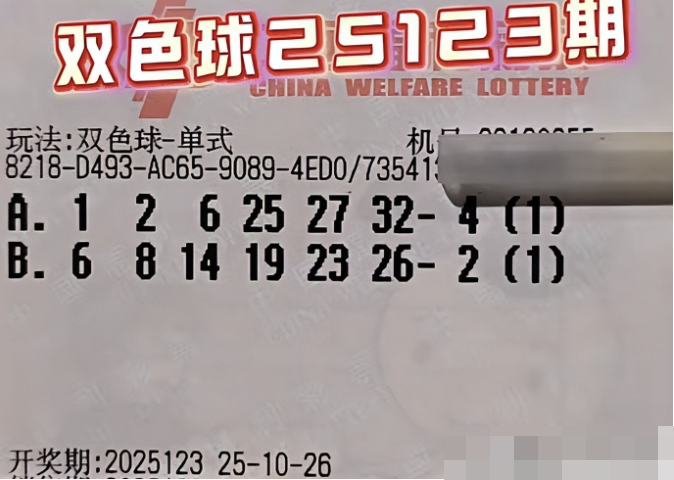 双色球25123期
CHINA WELFARE LOTTERY
玩法:双色球-单式
8218-D493-AC65-9089-4ED0/73541
A. 1 2 6 25 27 32- 4 (1)
B. 6 8 14 19 23 26- 2 (1)
开奖期:2025123 25-10-26